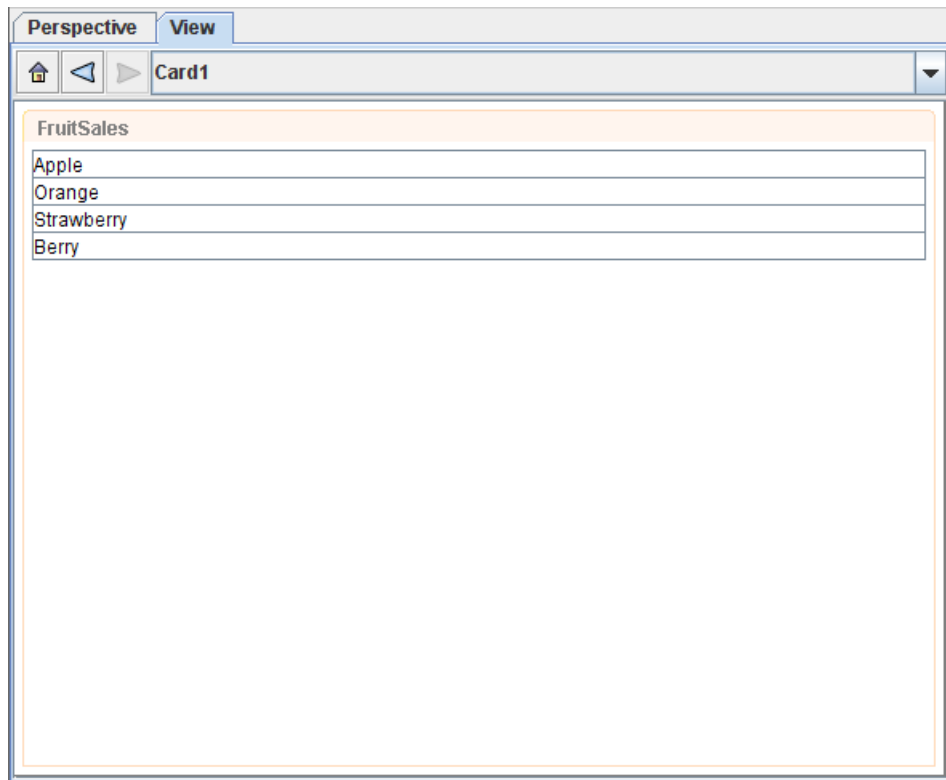 Perspective View
Card1
FruitSales
Apple
Orange
Strawberry
Berry